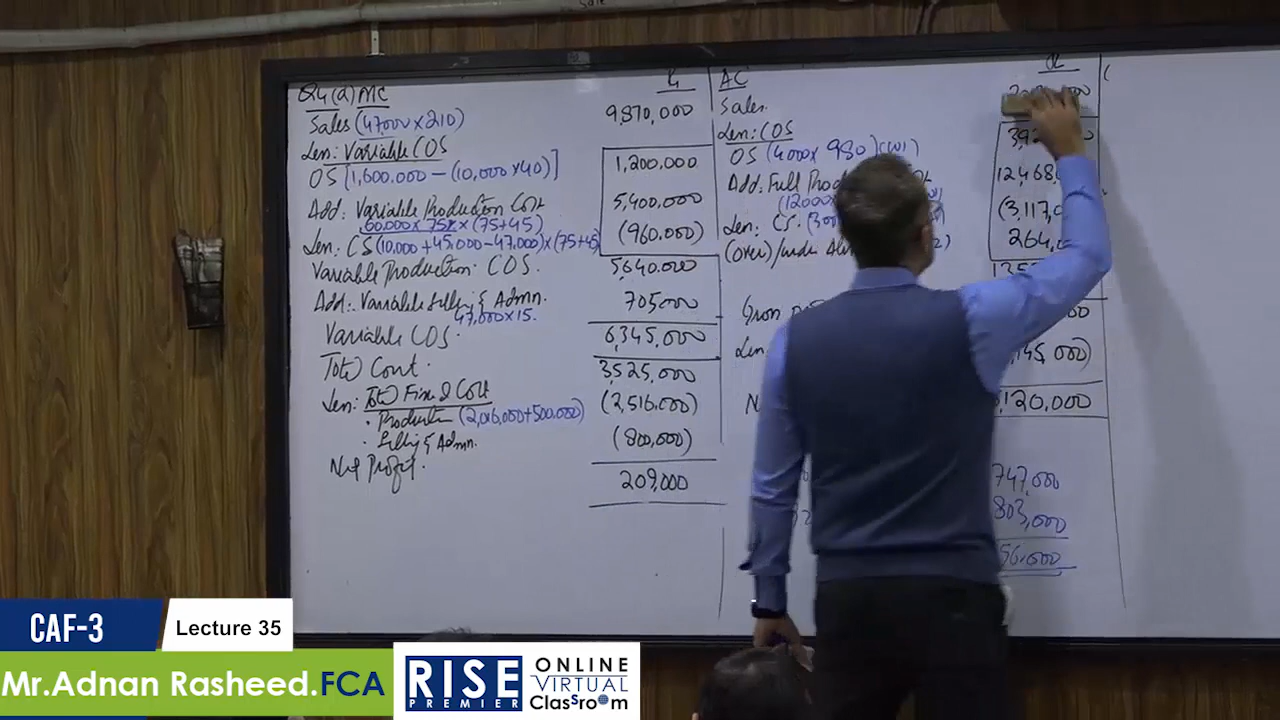 Q4(a) MC
Rs
Sales (47,000 x 210)
9,870,000
Less: Variable COS
OS [1,600,000 – (10,000 x 40)]
1,200,000
Add: Variable Production Cost
5,400,000
60,000 x 75% x (75+45)
Less: CS (10,000 + 45,000 – 47,000) x (75+45)
(960,000)
Variable Production COS.
5,640,000
Add: Variable Selling & Admn.
705,000
47,000 x 15.
Variable COS.
6,345,000
Total Cont.
3,525,000
Less: Total Fixed Cost
• Production (2,016,000+500,000)
(2,516,000)
• Selling & Admn.
(800,000)
Net Profit.
209,000
AC
Sales.
Less: COS
OS (4000 x 980) (W1)
Add: Full
(12000
Less: CS.
(over)/under
(3,117,0
264,0
120,000
747,000
803,000
56,000
CAF-3
Lecture 35
Mr.Adnan Rasheed.FCA
RISE
PREMIER
ONLINE
VIRTUAL
ClassrOOm